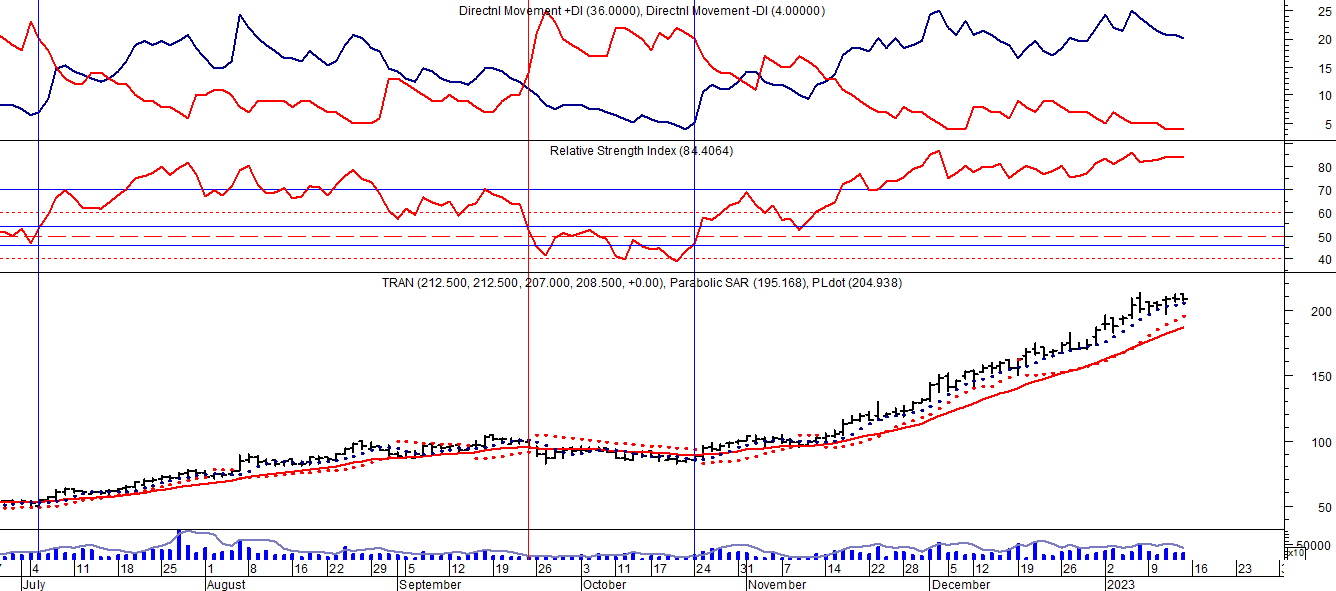 Directnl Movement +DI (36.0000), Directnl Movement -DI (4.00000)
25
20
15
10
5
Relative Strength Index (84.4064)
80
70
60
50
40
TRAN (212.500, 212.500, 207.000, 208.500, +0.00), Parabolic SAR (195.168), PLdot (204.938)
200
150
100
50
50000
x10
4 11 18 25 1 8 16 22 29 5 12 19 26 3 11 17 24 31 7 14 22 28 5 12 19 26 2 9 16 23
July August September October November December 2023